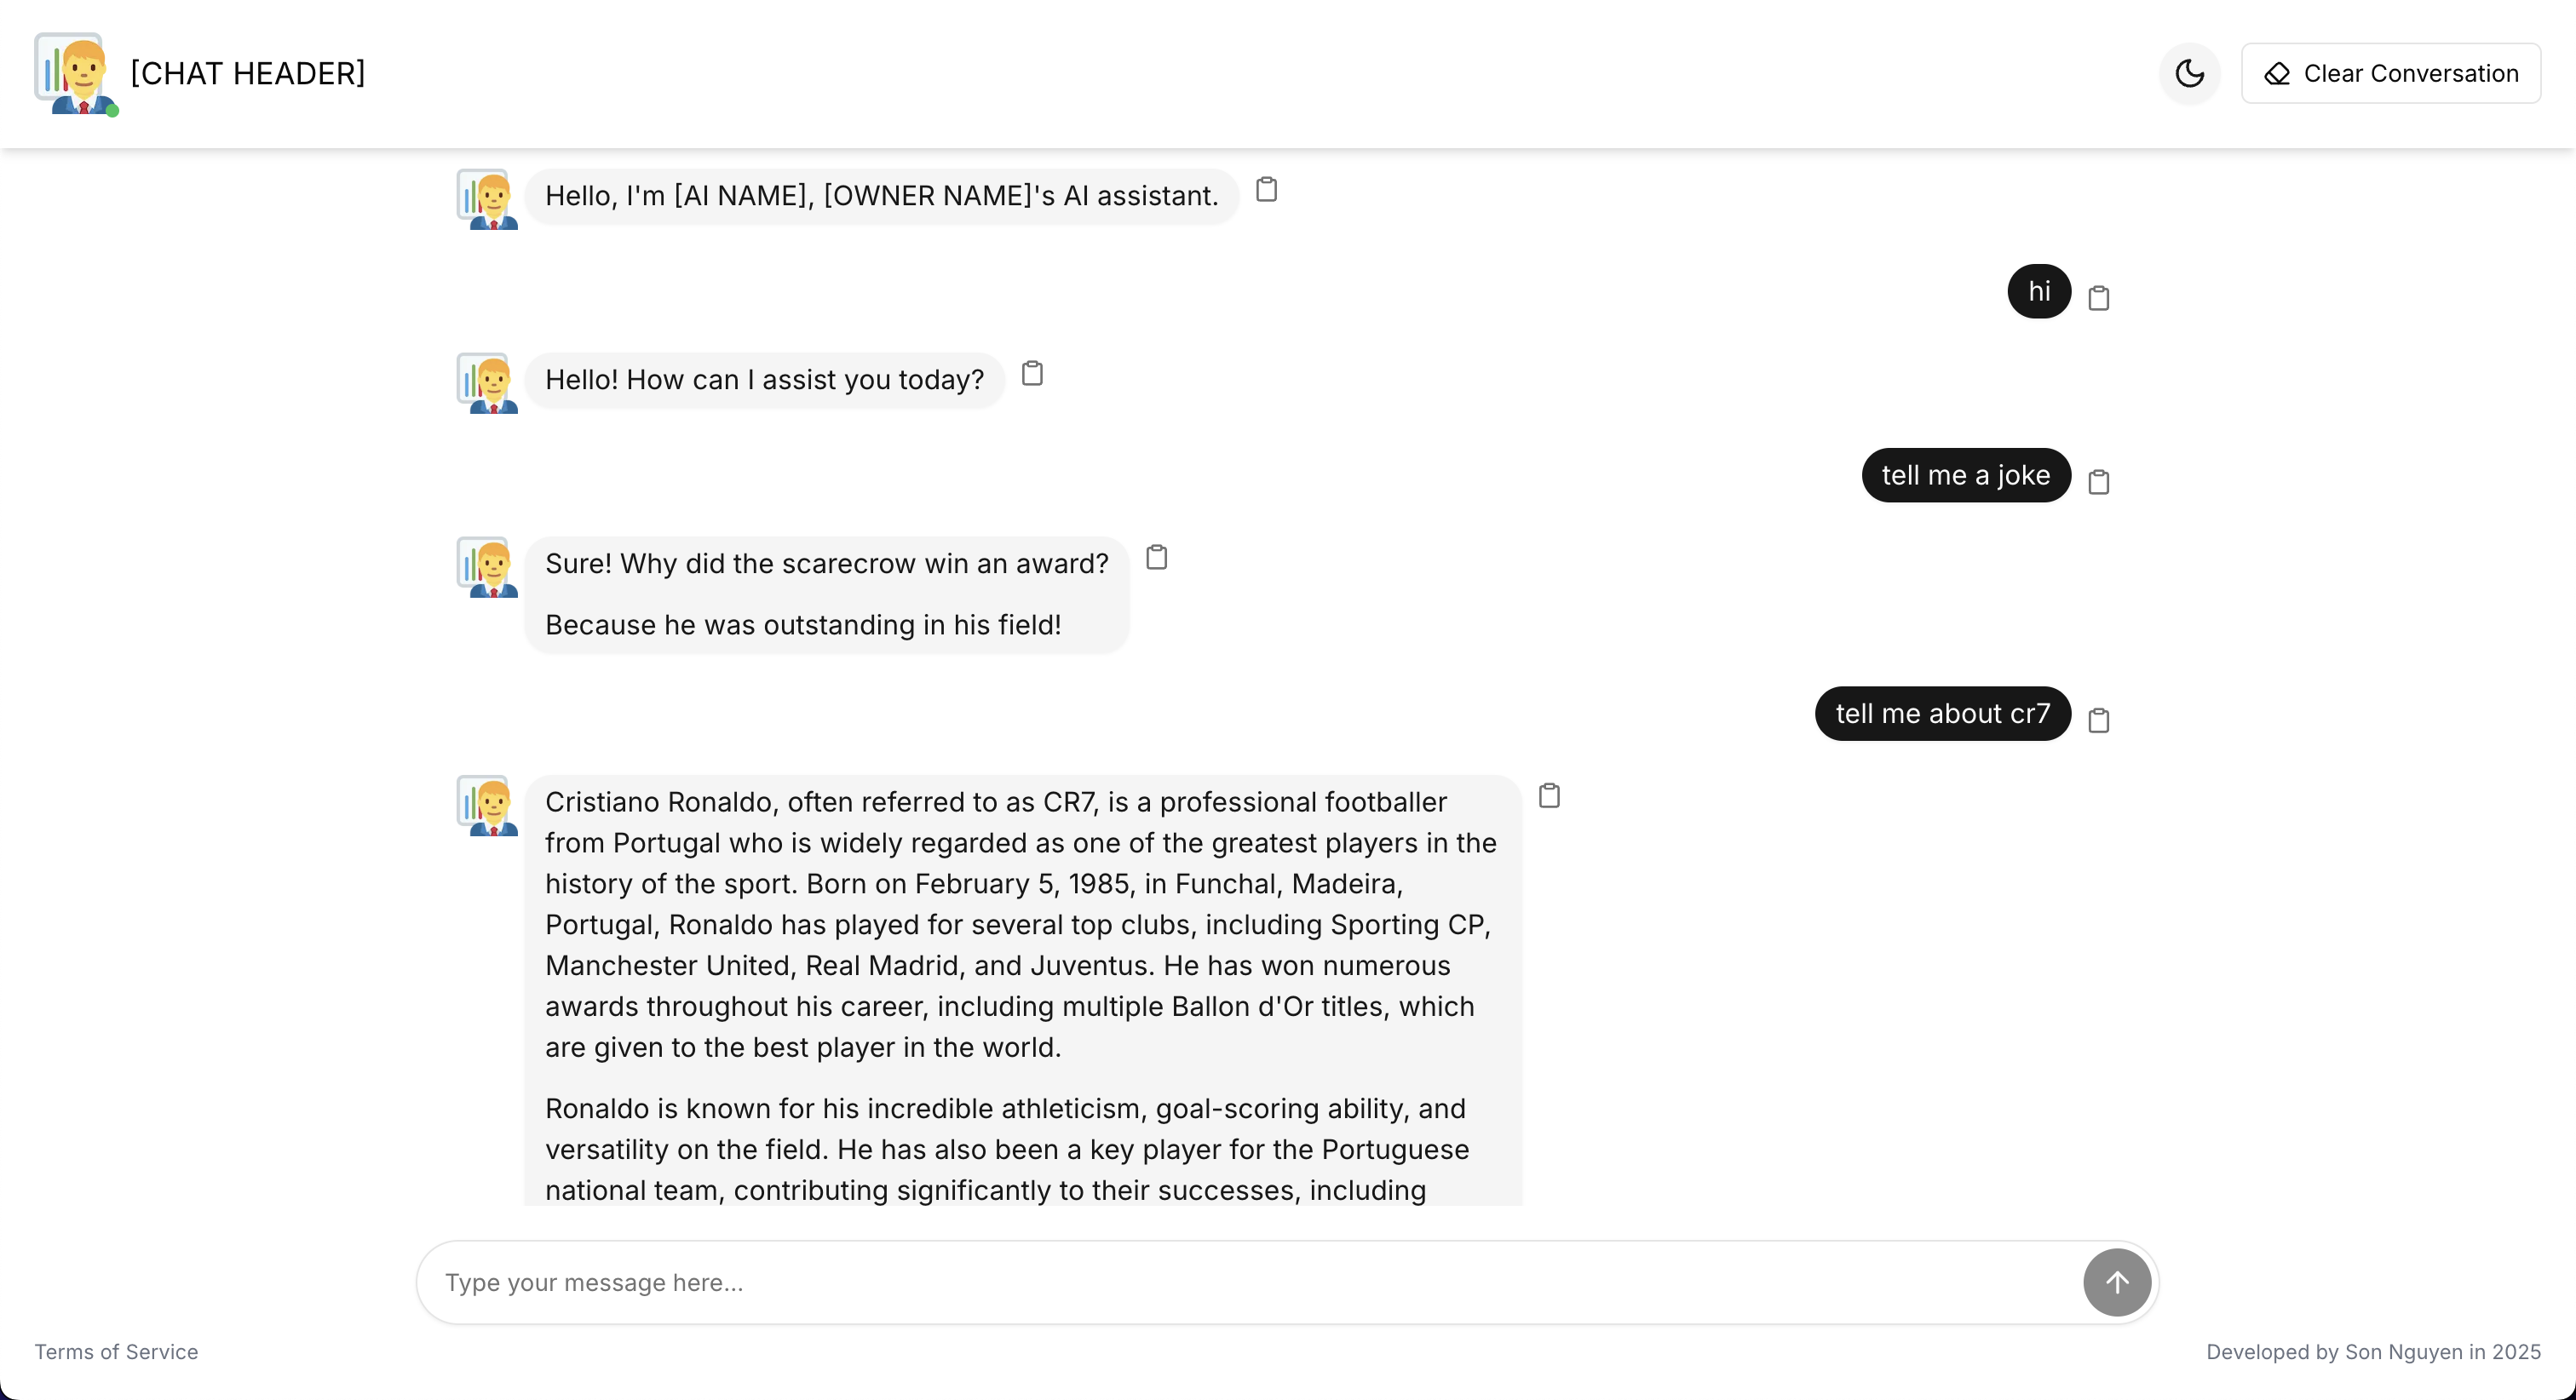 [CHAT HEADER]
Clear Conversation
Hello, I'm [AI NAME], [OWNER NAME]'s AI assistant.
hi
Hello! How can I assist you today?
tell me a joke
Sure! Why did the scarecrow win an award?
Because he was outstanding in his field!
tell me about cr7
Cristiano Ronaldo, often referred to as CR7, is a professional footballer
from Portugal who is widely regarded as one of the greatest players in the
history of the sport. Born on February 5, 1985, in Funchal, Madeira,
Portugal, Ronaldo has played for several top clubs, including Sporting CP,
Manchester United, Real Madrid, and Juventus. He has won numerous
awards throughout his career, including multiple Ballon d'Or titles, which
are given to the best player in the world.
Ronaldo is known for his incredible athleticism, goal-scoring ability, and
versatility on the field. He has also been a key player for the Portuguese
national team, contributing significantly to their successes, including
Type your message here...
Terms of Service
Developed by Son Nguyen in 2025